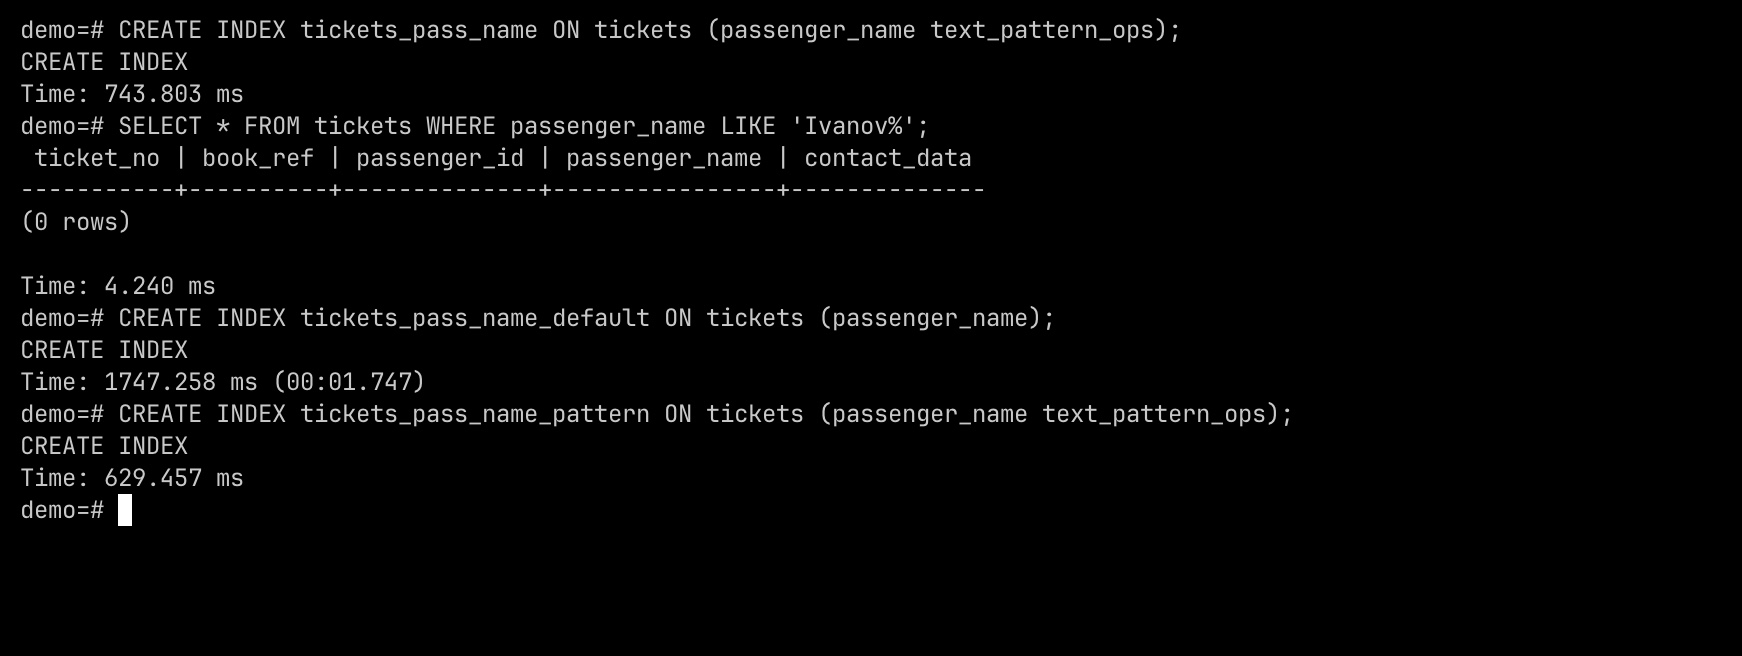 demo=# CREATE INDEX tickets_pass_name ON tickets (passenger_name text_pattern_ops);
CREATE INDEX
Time: 743.803 ms
demo=# SELECT * FROM tickets WHERE passenger_name LIKE 'Ivanov%';
 ticket_no | book_ref | passenger_id | passenger_name | contact_data
-----------+----------+--------------+----------------+--------------
(0 rows)

Time: 4.240 ms
demo=# CREATE INDEX tickets_pass_name_default ON tickets (passenger_name);
CREATE INDEX
Time: 1747.258 ms (00:01.747)
demo=# CREATE INDEX tickets_pass_name_pattern ON tickets (passenger_name text_pattern_ops);
CREATE INDEX
Time: 629.457 ms
demo=#